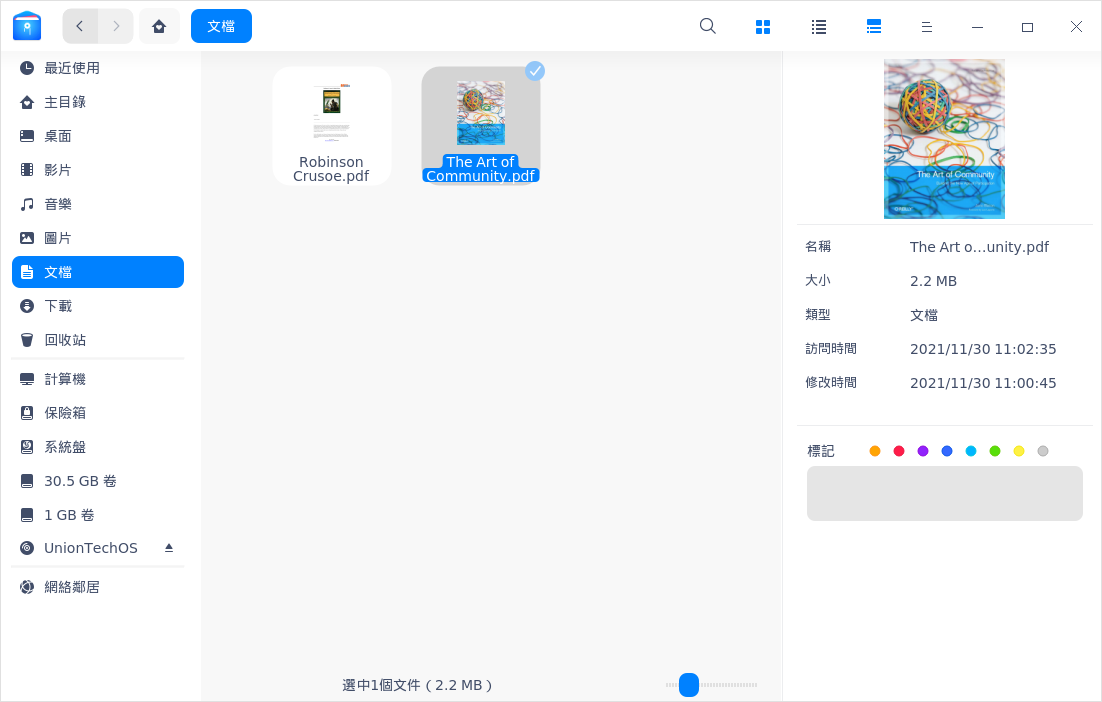 文檔
最近使用
主目錄
桌面
影片
音樂
圖片
文檔
下載
回收站
計算機
保險箱
系統盤
30.5 GB 卷
1 GB 卷
UnionTechOS
網絡鄰居
Robinson
Crusoe.pdf
The Art of Community
The Art of
Community.pdf
選中1個文件 ( 2.2 MB )
The Art of Community
O'REILLY
名稱
The Art o...unity.pdf
大小
2.2 MB
類型
文檔
訪問時間
2021/11/30 11:02:35
修改時間
2021/11/30 11:00:45
標記